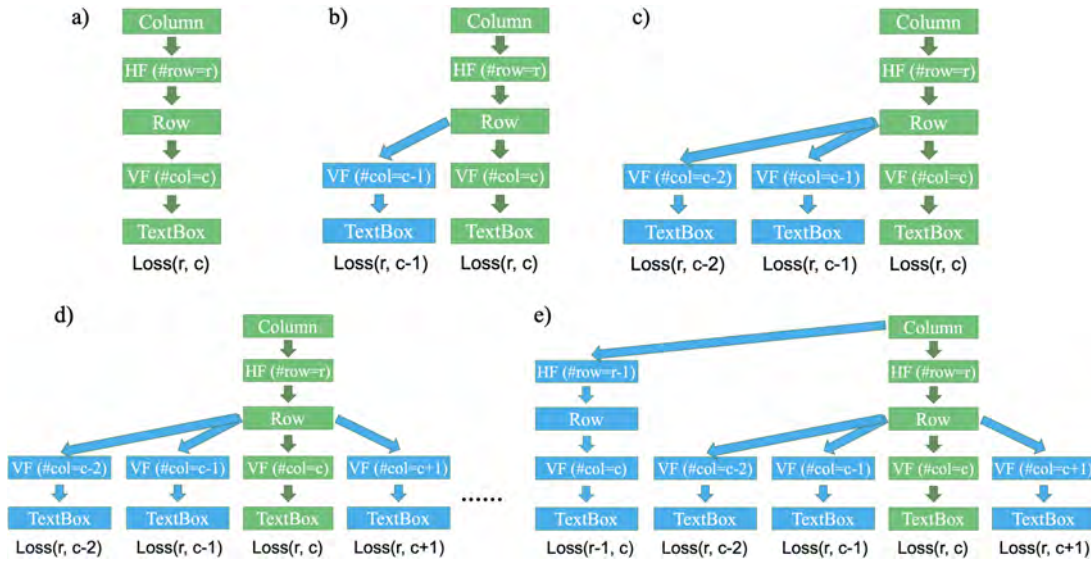 a)
Column
HF (#row=r)
Row
VF (#col=c)
TextBox
Loss(r, c)
b)
Column
HF (#row=r)
Row
VF (#col=c-1)
VF (#col=c)
TextBox
TextBox
Loss(r, c-1)
Loss(r, c)
c)
Column
HF (#row=r)
Row
VF (#col=c-2)
VF (#col=c-1)
VF (#col=c)
TextBox
TextBox
TextBox
Loss(r, c-2)
Loss(r, c-1)
Loss(r, c)
d)
Column
HF (#row=r)
Row
VF (#col=c-2)
VF (#col=c-1)
VF (#col=c)
VF (#col=c+1)
TextBox
TextBox
TextBox
TextBox
Loss(r, c-2)
Loss(r, c-1)
Loss(r, c)
Loss(r, c+1)
......
e)
Column
HF (#row=r-1)
HF (#row=r)
Row
Row
VF (#col=c)
VF (#col=c-2)
VF (#col=c-1)
VF (#col=c)
VF (#col=c+1)
TextBox
TextBox
TextBox
TextBox
TextBox
Loss(r-1, c)
Loss(r, c-2)
Loss(r, c-1)
Loss(r, c)
Loss(r, c+1)